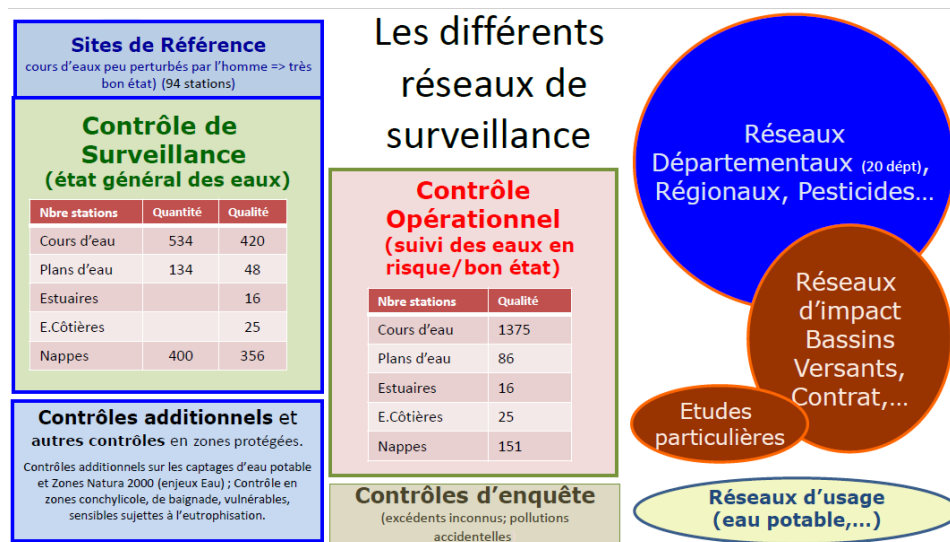 Les différents
réseaux de
surveillance
Sites de Référence
cours d'eaux peu perturbés par l'homme => très
bon état) (94 stations)
Contrôle de
Surveillance
(état général des eaux)
Nbre stations Quantité Qualité
Cours d'eau 534 420
Plans d'eau 134 48
Estuaires 16
E.Côtières 25
Nappes 400 356
Contrôles additionnels et
autres contrôles en zones protégées.
Contrôles additionnels sur les captages d'eau potable
et Zones Natura 2000 (enjeux Eau) ; Contrôle en
zones conchylicole, de baignade, vulnérables,
sensibles sujettes à l'eutrophisation.
Contrôle
Opérationnel
(suivi des eaux en
risque/bon état)
Nbre stations Qualité
Cours d'eau 1375
Plans d'eau 86
Estuaires 16
E.Côtières 25
Nappes 151
Contrôles d'enquête
(excédents inconnus; pollutions
accidentelles
Réseaux
Départementaux (20 dépt),
Régionaux, Pesticides...
Réseaux
d'impact
Bassins
Versants,
Contrat,...
Etudes
particulières
Réseaux d'usage
(eau potable,...)